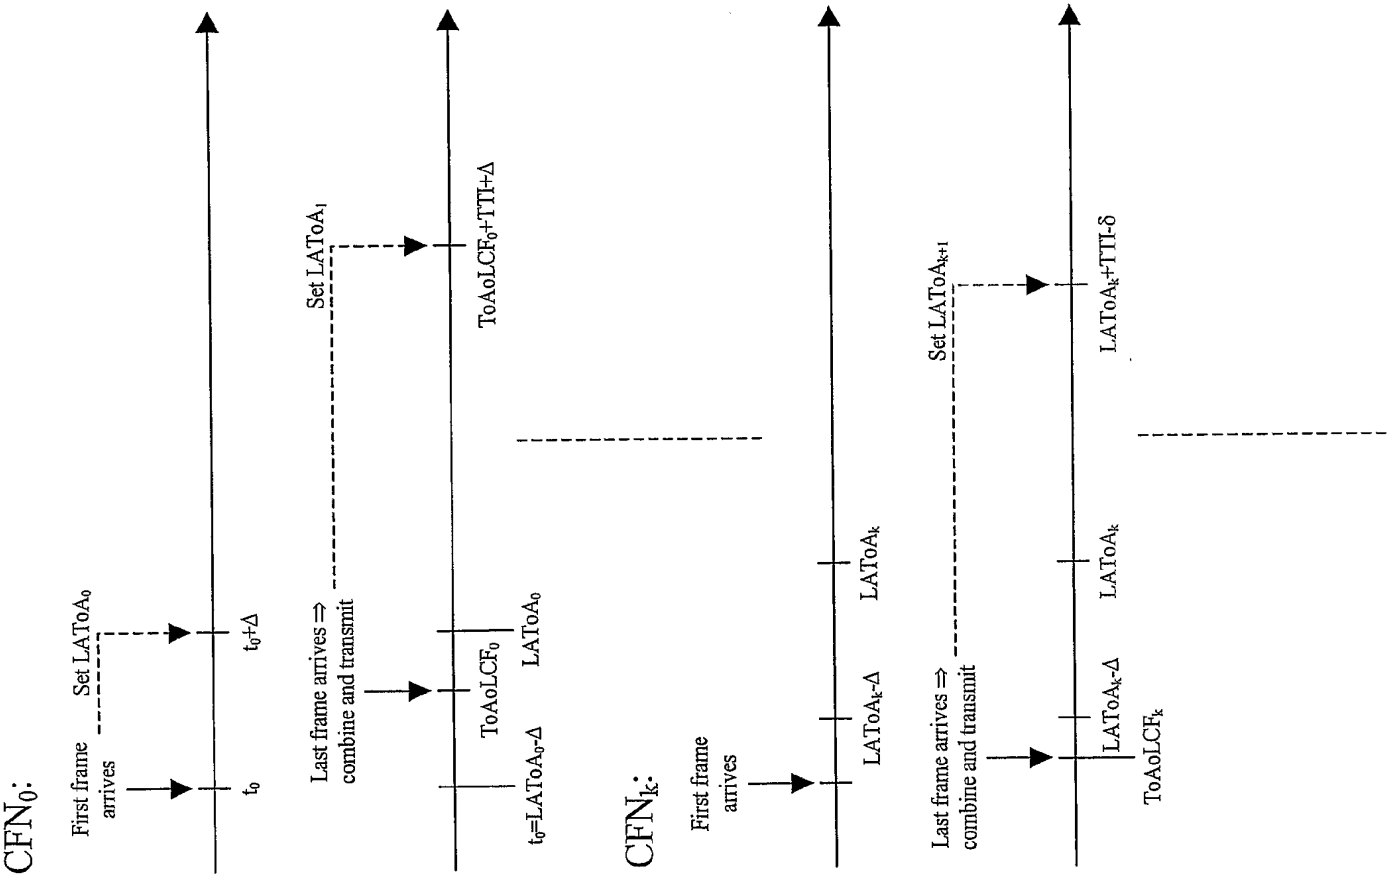 CFN₀:
First frame
arrives
Set LAToA₀
t₀
t₀+Δ
Last frame arrives ⇒
combine and transmit
Set LAToA₁
t₀=LAToA₀-Δ
ToAoLCF₀
LAToA₀
ToAoLCF₀+TTI+Δ
CFNₖ:
First frame
arrives
LAToAₖ-Δ
LAToAₖ
Last frame arrives ⇒
combine and transmit
Set LAToAₖ₊₁
ToAoLCFₖ
LAToAₖ-Δ
LAToAₖ
LAToAₖ+TTI-δ